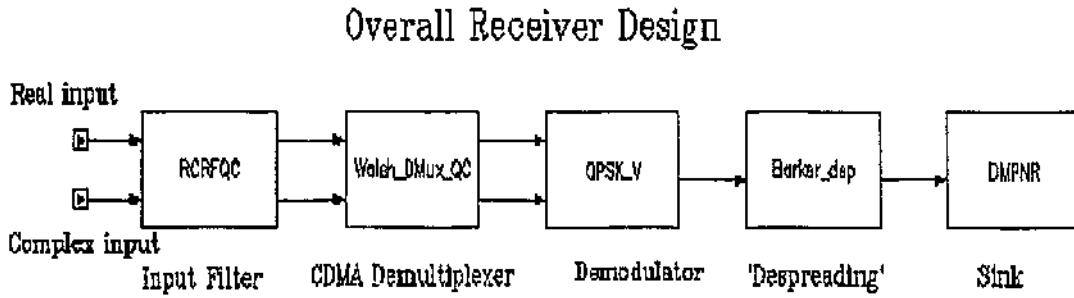 Overall Receiver Design
Real input
RCRFQC
Walsh_DMux_QC
QPSK_V
Barker_dsp
DMPNR
Complex input
Input Filter
CDMA Demultiplexer
Demodulator
'Despreading'
Sink